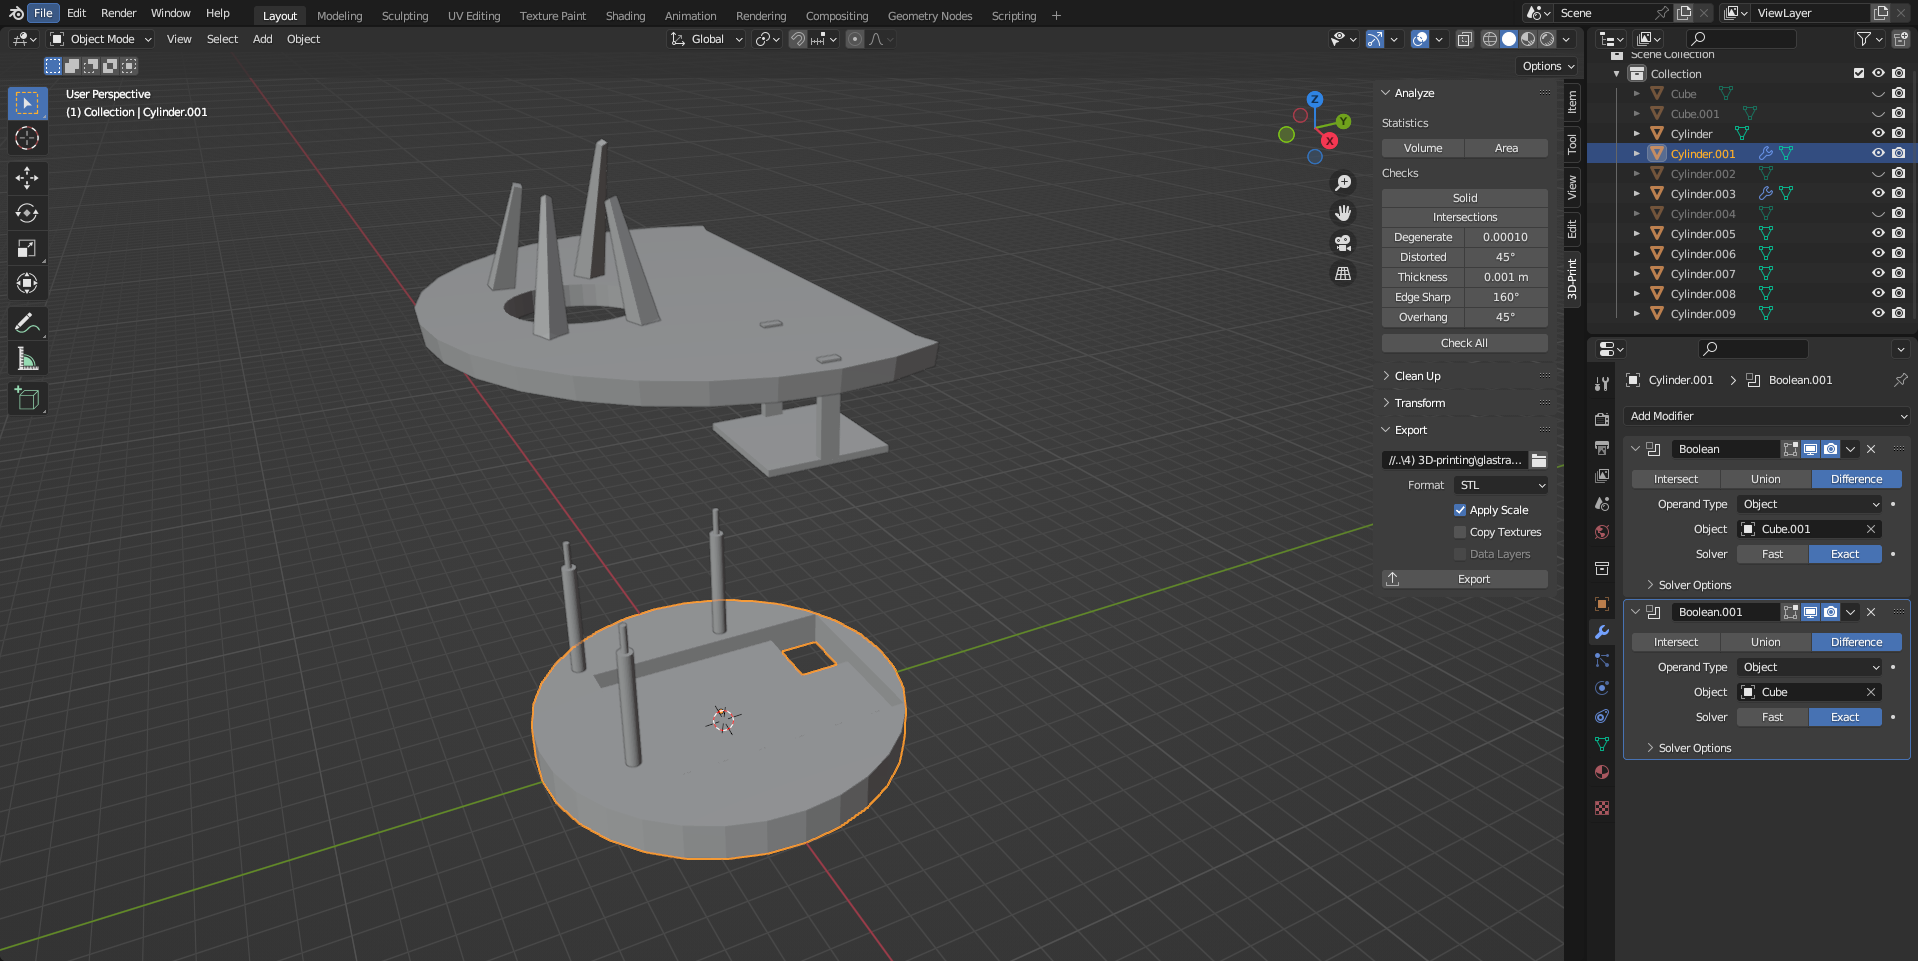 File Edit Render Window Help Layout Modeling Sculpting UV Editing Texture Paint Shading Animation Rendering Compositing Geometry Nodes Scripting + Scene ViewLayer
Object Mode View Select Add Object Global
Options
User Perspective
(1) Collection | Cylinder.001
Z
Y
X
Analyze
Statistics
Volume Area
Checks
Solid
Intersections
Degenerate 0.00010
Distorted 45°
Thickness 0.001 m
Edge Sharp 160°
Overhang 45°
Check All
Clean Up
Transform
Export
//..\4) 3D-printing\glastra...
Format STL
Apply Scale
Copy Textures
Data Layers
Export
Item
Tool
View
Edit
3D-Print
Scene Collection
Collection
Cube
Cube.001
Cylinder
Cylinder.001
Cylinder.002
Cylinder.003
Cylinder.004
Cylinder.005
Cylinder.006
Cylinder.007
Cylinder.008
Cylinder.009
Cylinder.001 > Boolean.001
Add Modifier
Boolean
Intersect Union Difference
Operand Type Object
Object Cube.001
Solver Fast Exact
Solver Options
Boolean.001
Intersect Union Difference
Operand Type Object
Object Cube
Solver Fast Exact
Solver Options